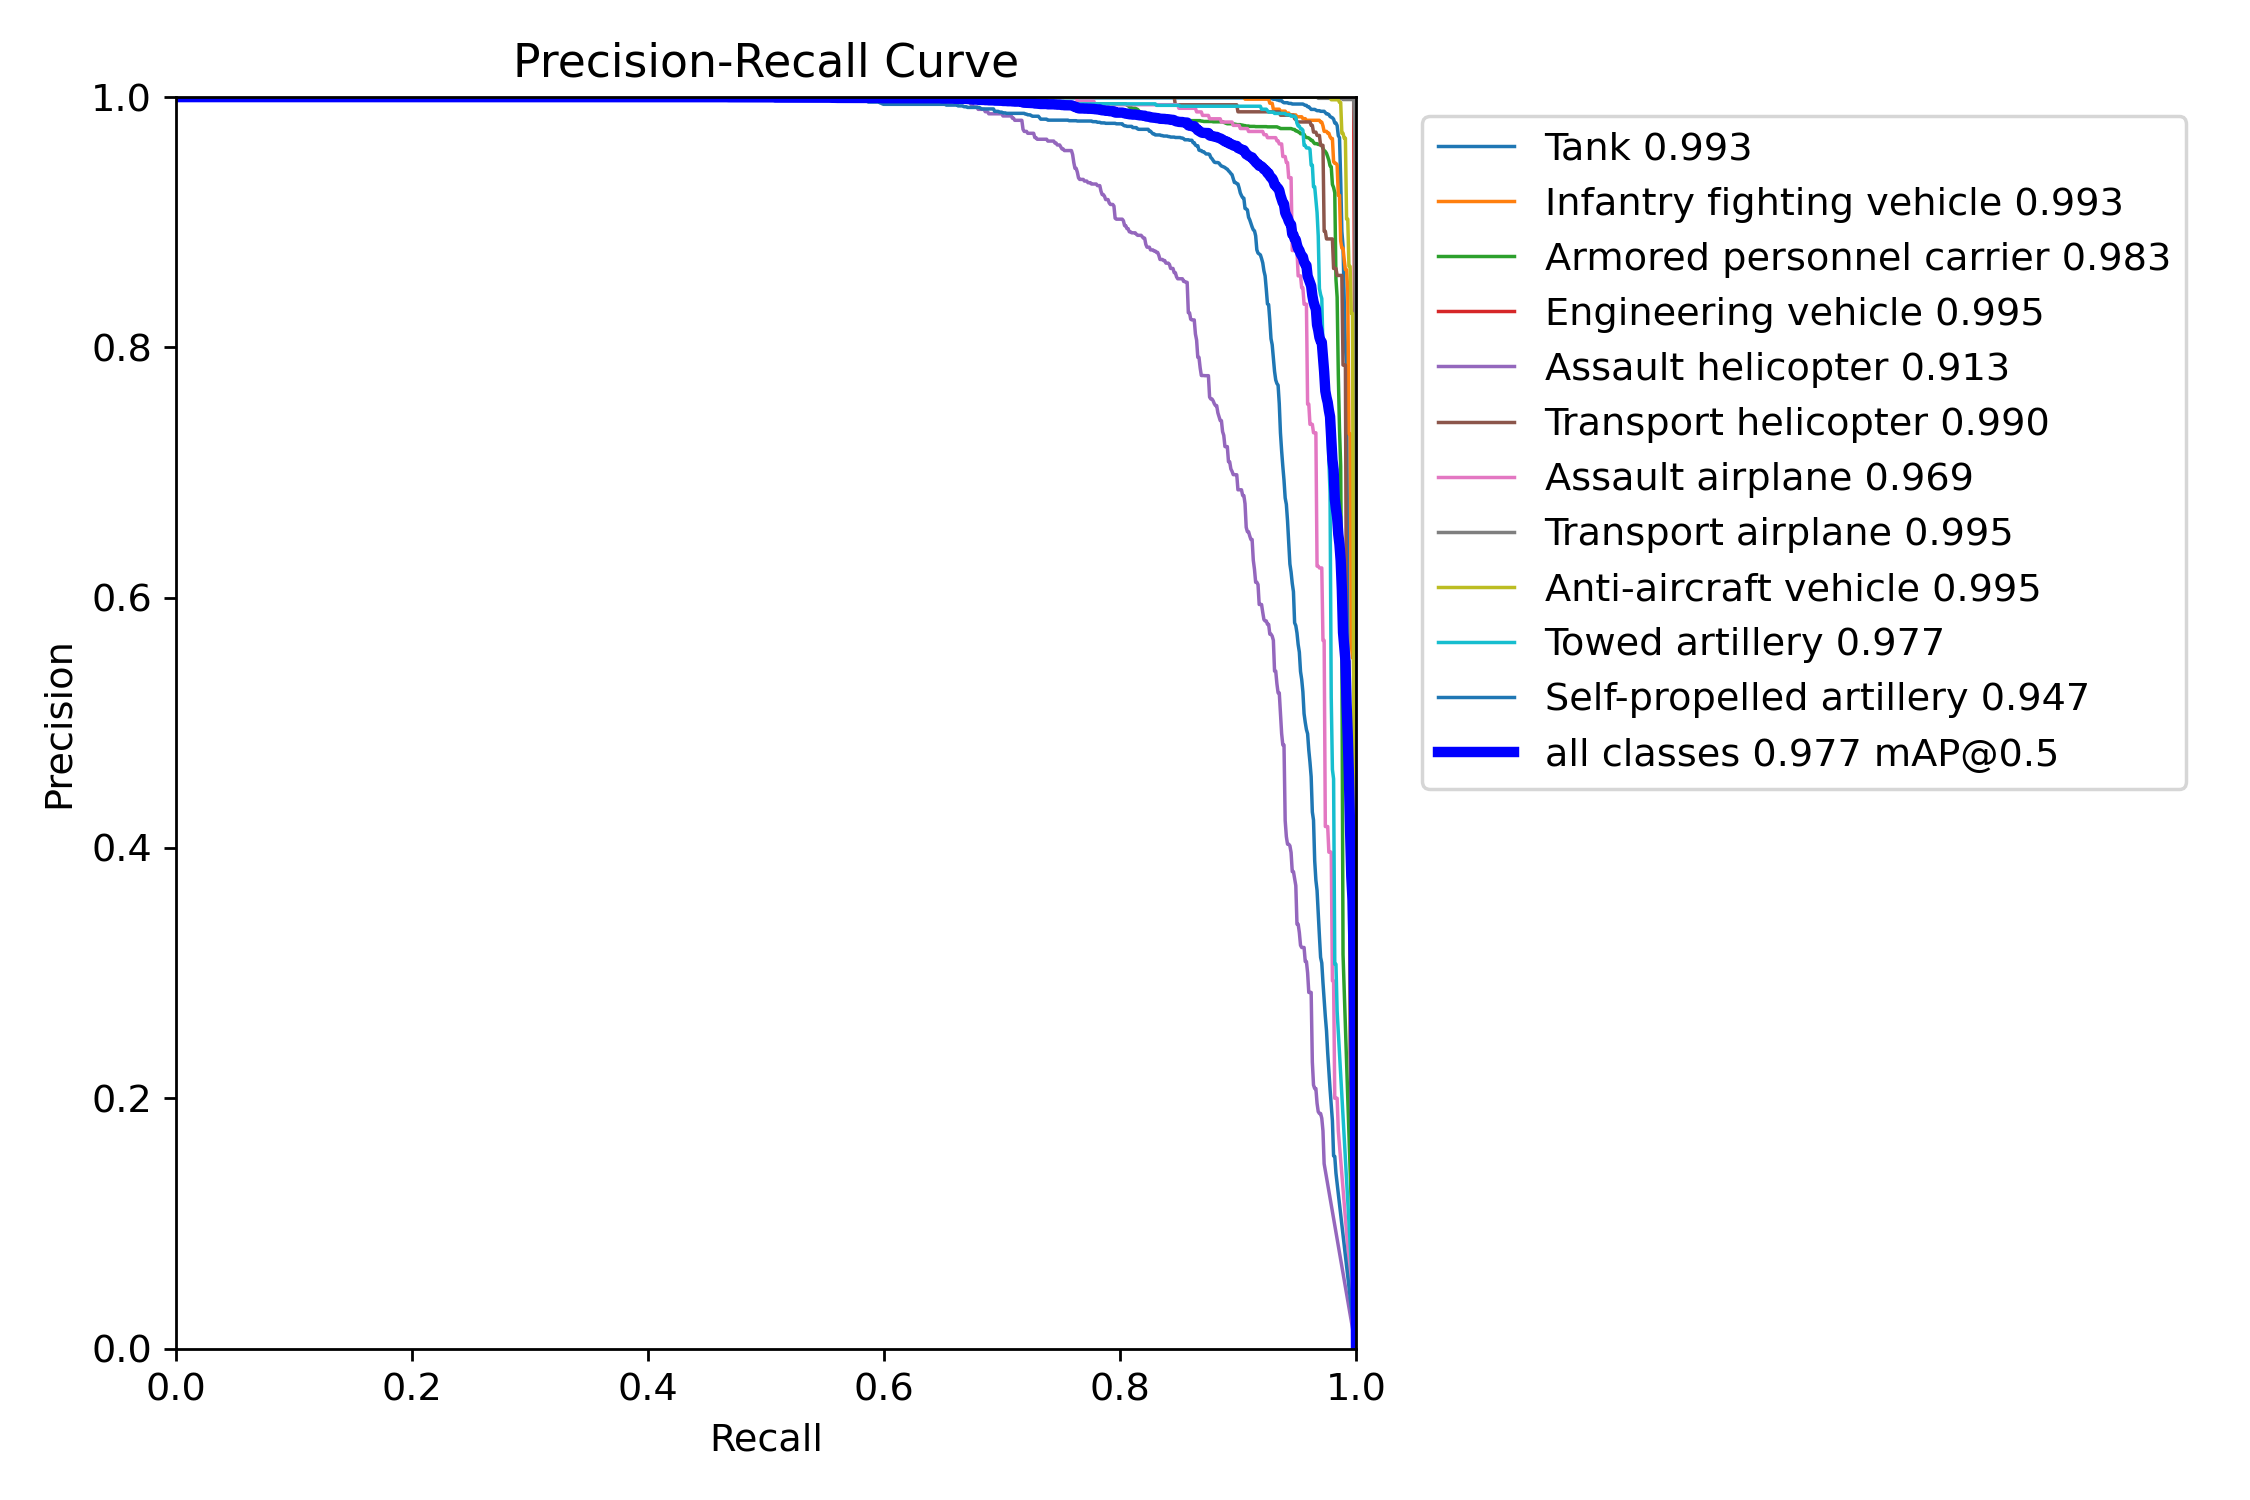 Precision-Recall Curve
1.0
0.8
0.6
0.4
0.2
0.0
Precision
0.0 0.2 0.4 0.6 0.8 1.0
Recall
Tank 0.993
Infantry fighting vehicle 0.993
Armored personnel carrier 0.983
Engineering vehicle 0.995
Assault helicopter 0.913
Transport helicopter 0.990
Assault airplane 0.969
Transport airplane 0.995
Anti-aircraft vehicle 0.995
Towed artillery 0.977
Self-propelled artillery 0.947
all classes 0.977 mAP@0.5